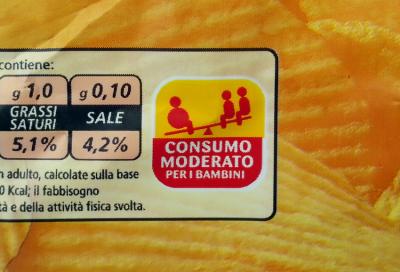 contiene:
g 1,0 g 0,10
GRASSI SATURI SALE
5,1% 4,2%
CONSUMO
MODERATO
PER I BAMBINI
adulto, calcolate sulla base
0 Kcal; il fabbisogno
e della attività fisica svolta.